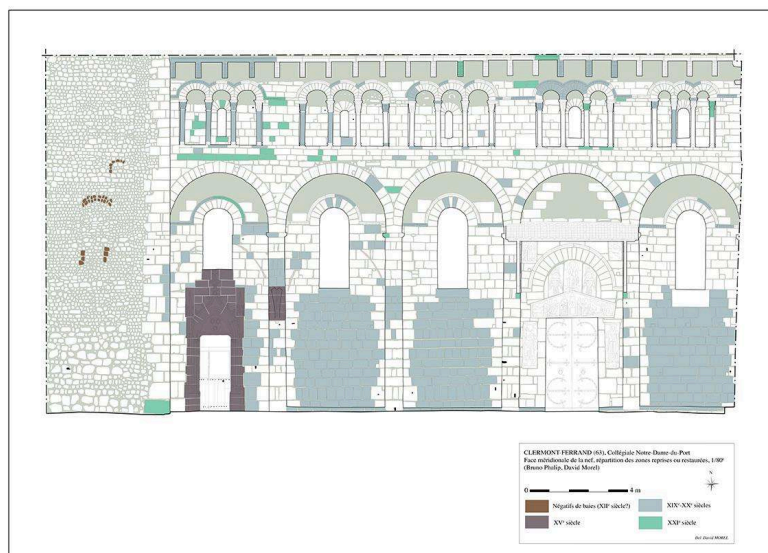 CLERMONT-FERRAND (63), Collégiale Notre-Dame-du-Port
Face méridionale de la nef, répartition des zones reprises ou restaurées, 1/80e
(Bruno Philip, David Morel)
N
0 4 m
Négatifs de baies (XIIe siècle?)
XIXe-XXe siècles
XVe siècle
XXIe siècle
Del. David MOREL